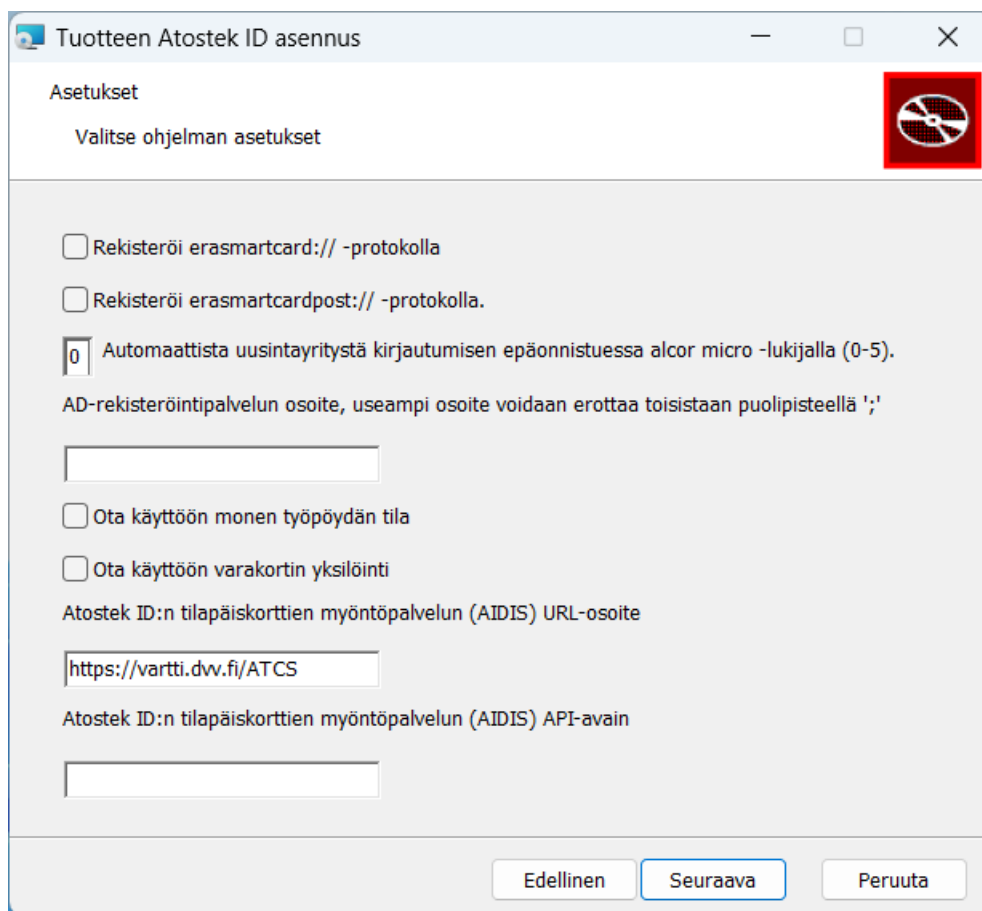 Tuotteen Atostek ID asennus
Asetukset
Valitse ohjelman asetukset
Rekisteröi erasmartcard:// -protokolla
Rekisteröi erasmartcardpost:// -protokolla.
0 Automaattista uusintayritystä kirjautumisen epäonnistuessa alcor micro -lukijalla (0-5).
AD-rekisteröintipalvelun osoite, useampi osoite voidaan erottaa toisistaan puolipisteellä ';'
Ota käyttöön monen työpöydän tila
Ota käyttöön varakortin yksilöinti
Atostek ID:n tilapäiskorttien myöntöpalvelun (AIDIS) URL-osoite
https://vartti.dvv.fi/ATCS
Atostek ID:n tilapäiskorttien myöntöpalvelun (AIDIS) API-avain
Edellinen Seuraava Peruuta